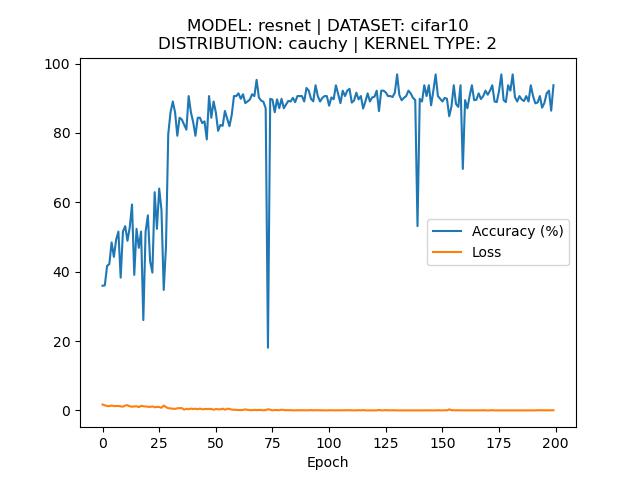 MODEL: resnet | DATASET: cifar10
DISTRIBUTION: cauchy | KERNEL TYPE: 2
100
80
60
40
20
0
Accuracy (%)
Loss
0 25 50 75 100 125 150 175 200
Epoch